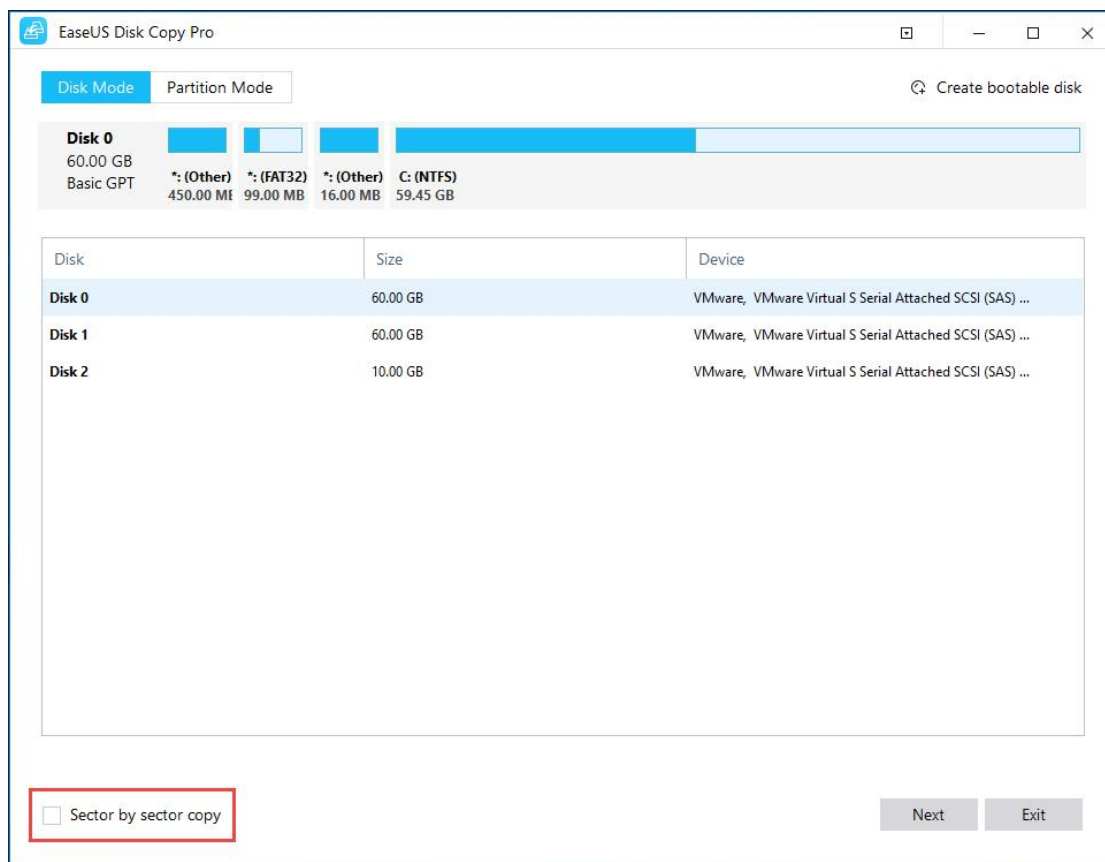 EaseUS Disk Copy Pro
Disk Mode Partition Mode Create bootable disk
Disk 0
60.00 GB
Basic GPT
*: (Other) *: (FAT32) *: (Other) C: (NTFS)
450.00 ME 99.00 MB 16.00 MB 59.45 GB
Disk Size Device
Disk 0 60.00 GB VMware, VMware Virtual S Serial Attached SCSI (SAS) ...
Disk 1 60.00 GB VMware, VMware Virtual S Serial Attached SCSI (SAS) ...
Disk 2 10.00 GB VMware, VMware Virtual S Serial Attached SCSI (SAS) ...
Sector by sector copy Next Exit